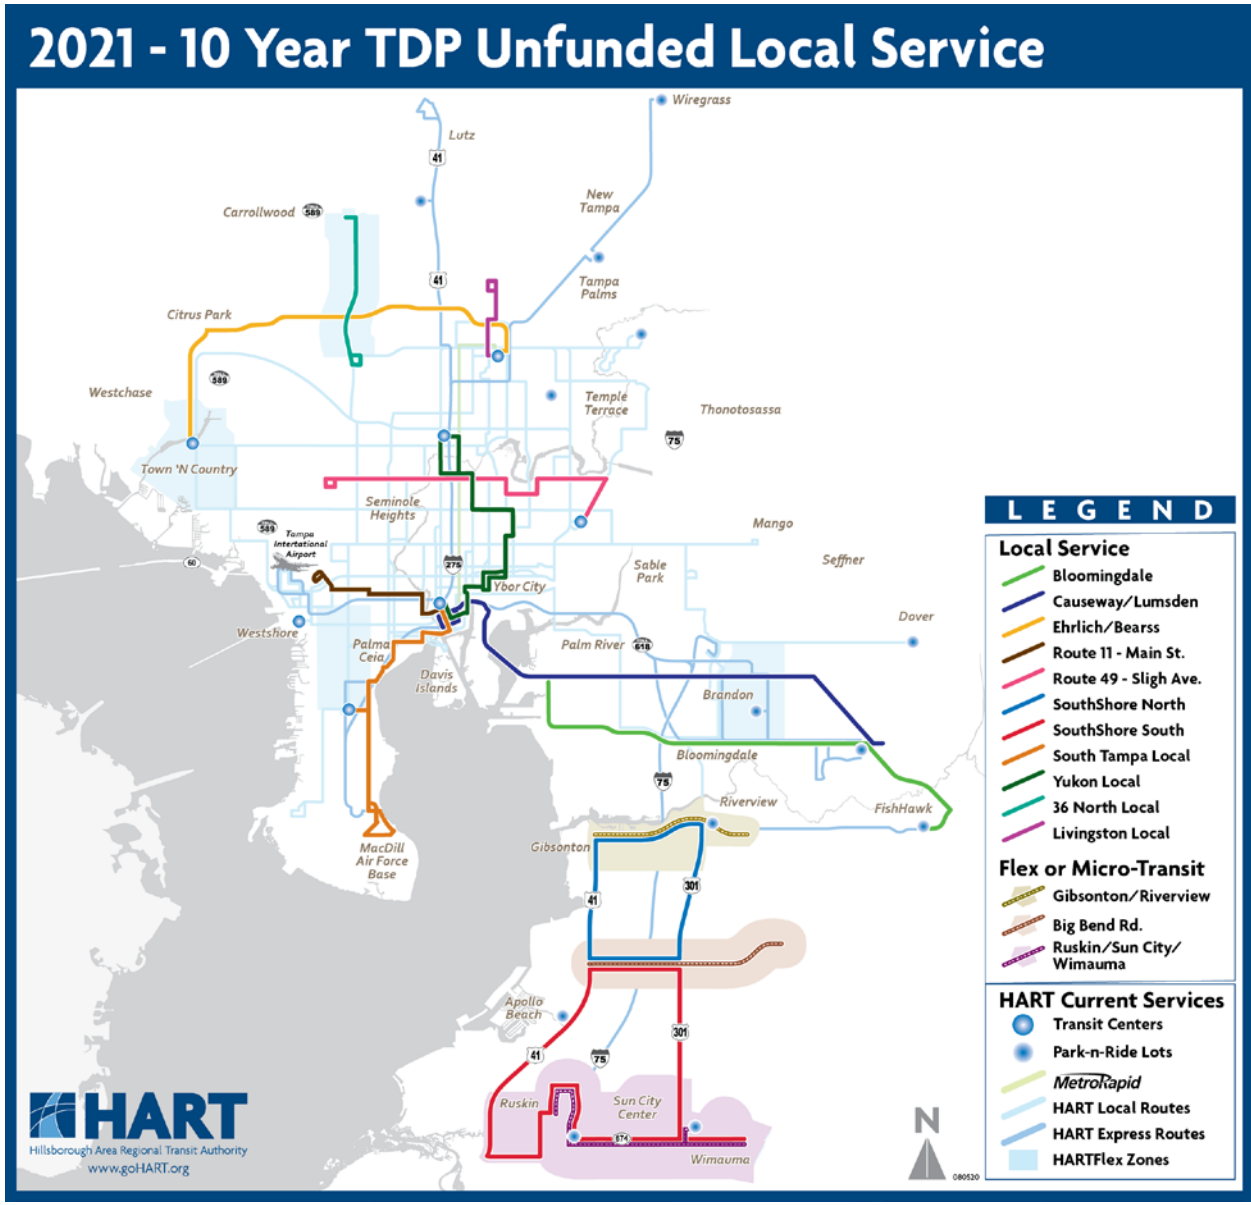 2021 - 10 Year TDP Unfunded Local Service
Wiregrass
Lutz
41
New
Tampa
Carrollwood
589
41
Tampa
Palms
Citrus Park
589
Westchase
Temple
Terrace
Thonotosassa
75
Town 'N Country
Seminole
Heights
589
Tampa
Intertational
Airport
Mango
60
275
Sable
Park
Seffner
Ybor City
Westshore
Palma
Ceia
Palm River
618
Dover
Davis
Islands
Brandon
Bloomingdale
75
Riverview
FishHawk
Gibsonton
MacDill
Air Force
Base
41
301
Apollo
Beach
41
75
301
Ruskin
Sun City
Center
674
Wimauma
LEGEND
Local Service
Bloomingdale
Causeway/Lumsden
Ehrlich/Bearss
Route 11 - Main St.
Route 49 - Sligh Ave.
SouthShore North
SouthShore South
South Tampa Local
Yukon Local
36 North Local
Livingston Local
Flex or Micro-Transit
Gibsonton/Riverview
Big Bend Rd.
Ruskin/Sun City/
Wimauma
HART Current Services
Transit Centers
Park-n-Ride Lots
MetroRapid
HART Local Routes
HART Express Routes
HARTFlex Zones
HART
Hillsborough Area Regional Transit Authority
www.goHART.org
N
080520